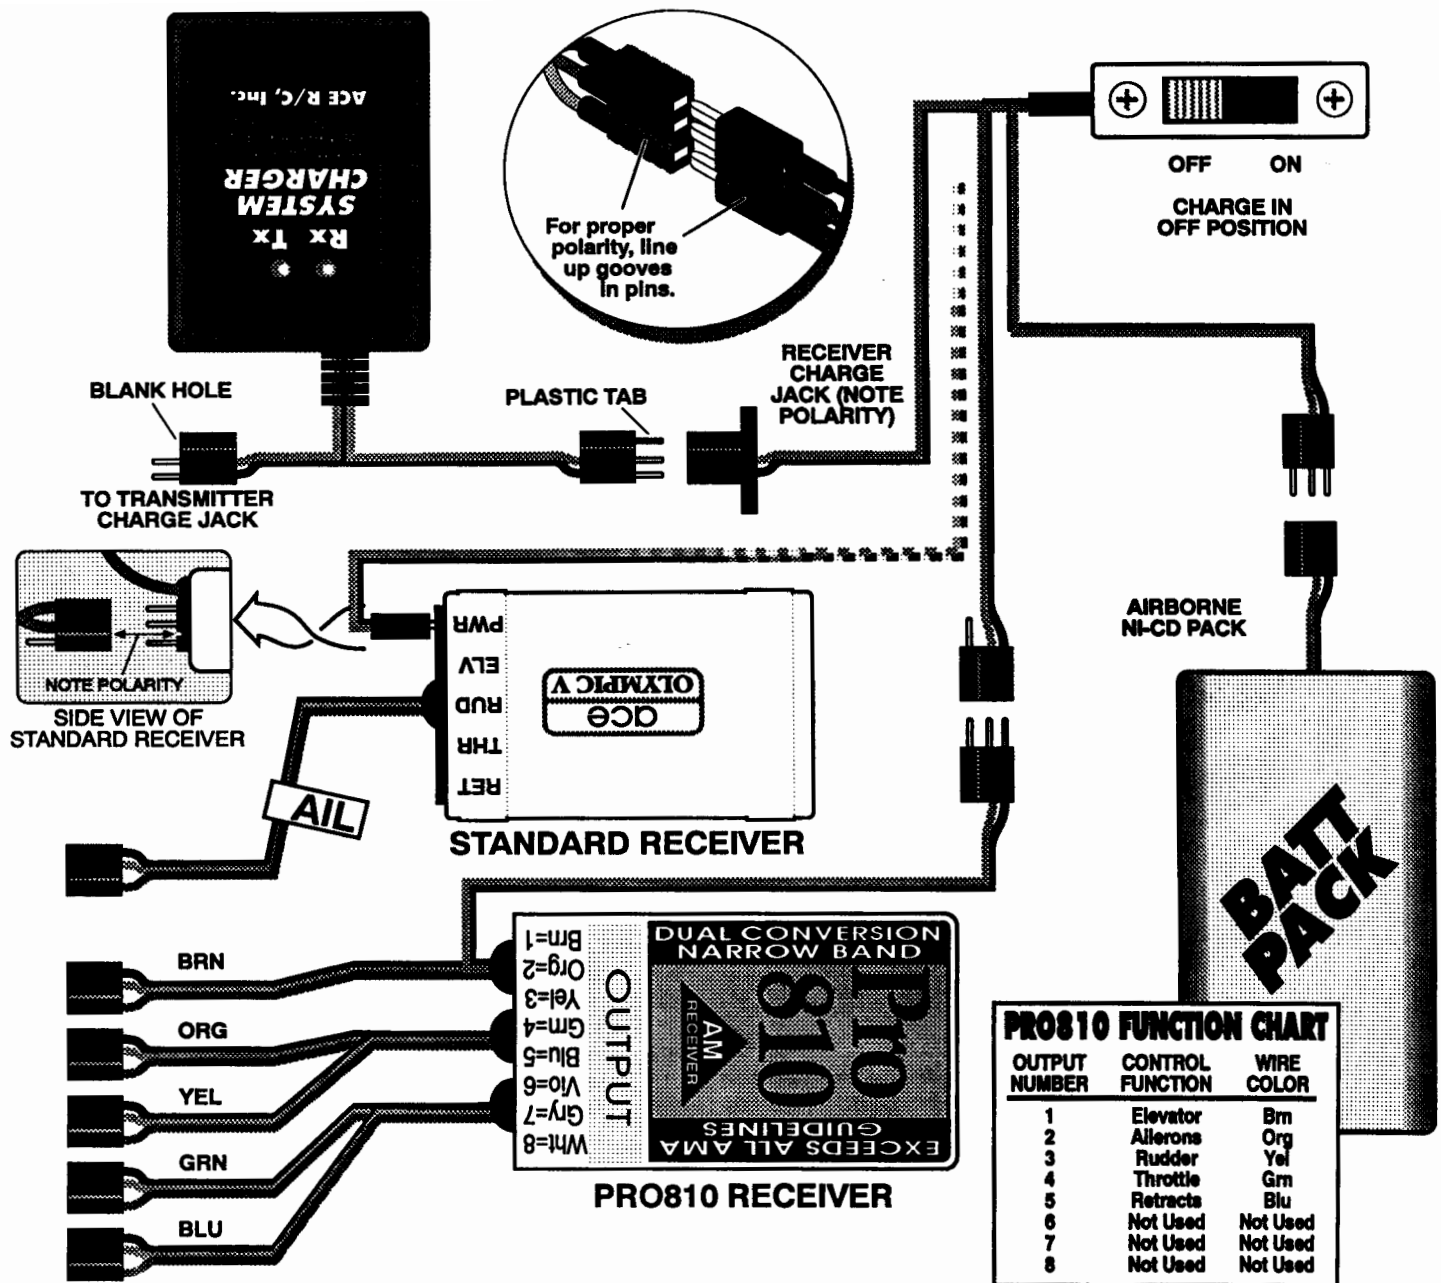 ACE R/C, Inc.
SYSTEM
CHARGER
Rx Tx
For proper
polarity, line
up gooves
in pins.
OFF ON
CHARGE IN
OFF POSITION
BLANK HOLE
PLASTIC TAB
RECEIVER
CHARGE
JACK (NOTE
POLARITY)
TO TRANSMITTER
CHARGE JACK
NOTE POLARITY
SIDE VIEW OF
STANDARD RECEIVER
PWR
ELV
RUD
THR
RET
ace
OLYMPIC V
AIL
STANDARD RECEIVER
AIRBORNE
NI-CD PACK
BATT
PACK
BRN
ORG
YEL
GRN
BLU
Brn=1
Org=2
Yel=3
Grn=4
Blu=5
Vio=6
Gry=7
Wht=8
OUTPUT
DUAL CONVERSION
NARROW BAND
Pro
810
AM
RECEIVER
EXCEEDS ALL AMA
GUIDELINES
PRO810 RECEIVER
PRO810 FUNCTION CHART
OUTPUT NUMBER CONTROL FUNCTION WIRE COLOR
1 Elevator Brn
2 Ailerons Org
3 Rudder Yel
4 Throttle Grn
5 Retracts Blu
6 Not Used Not Used
7 Not Used Not Used
8 Not Used Not Used